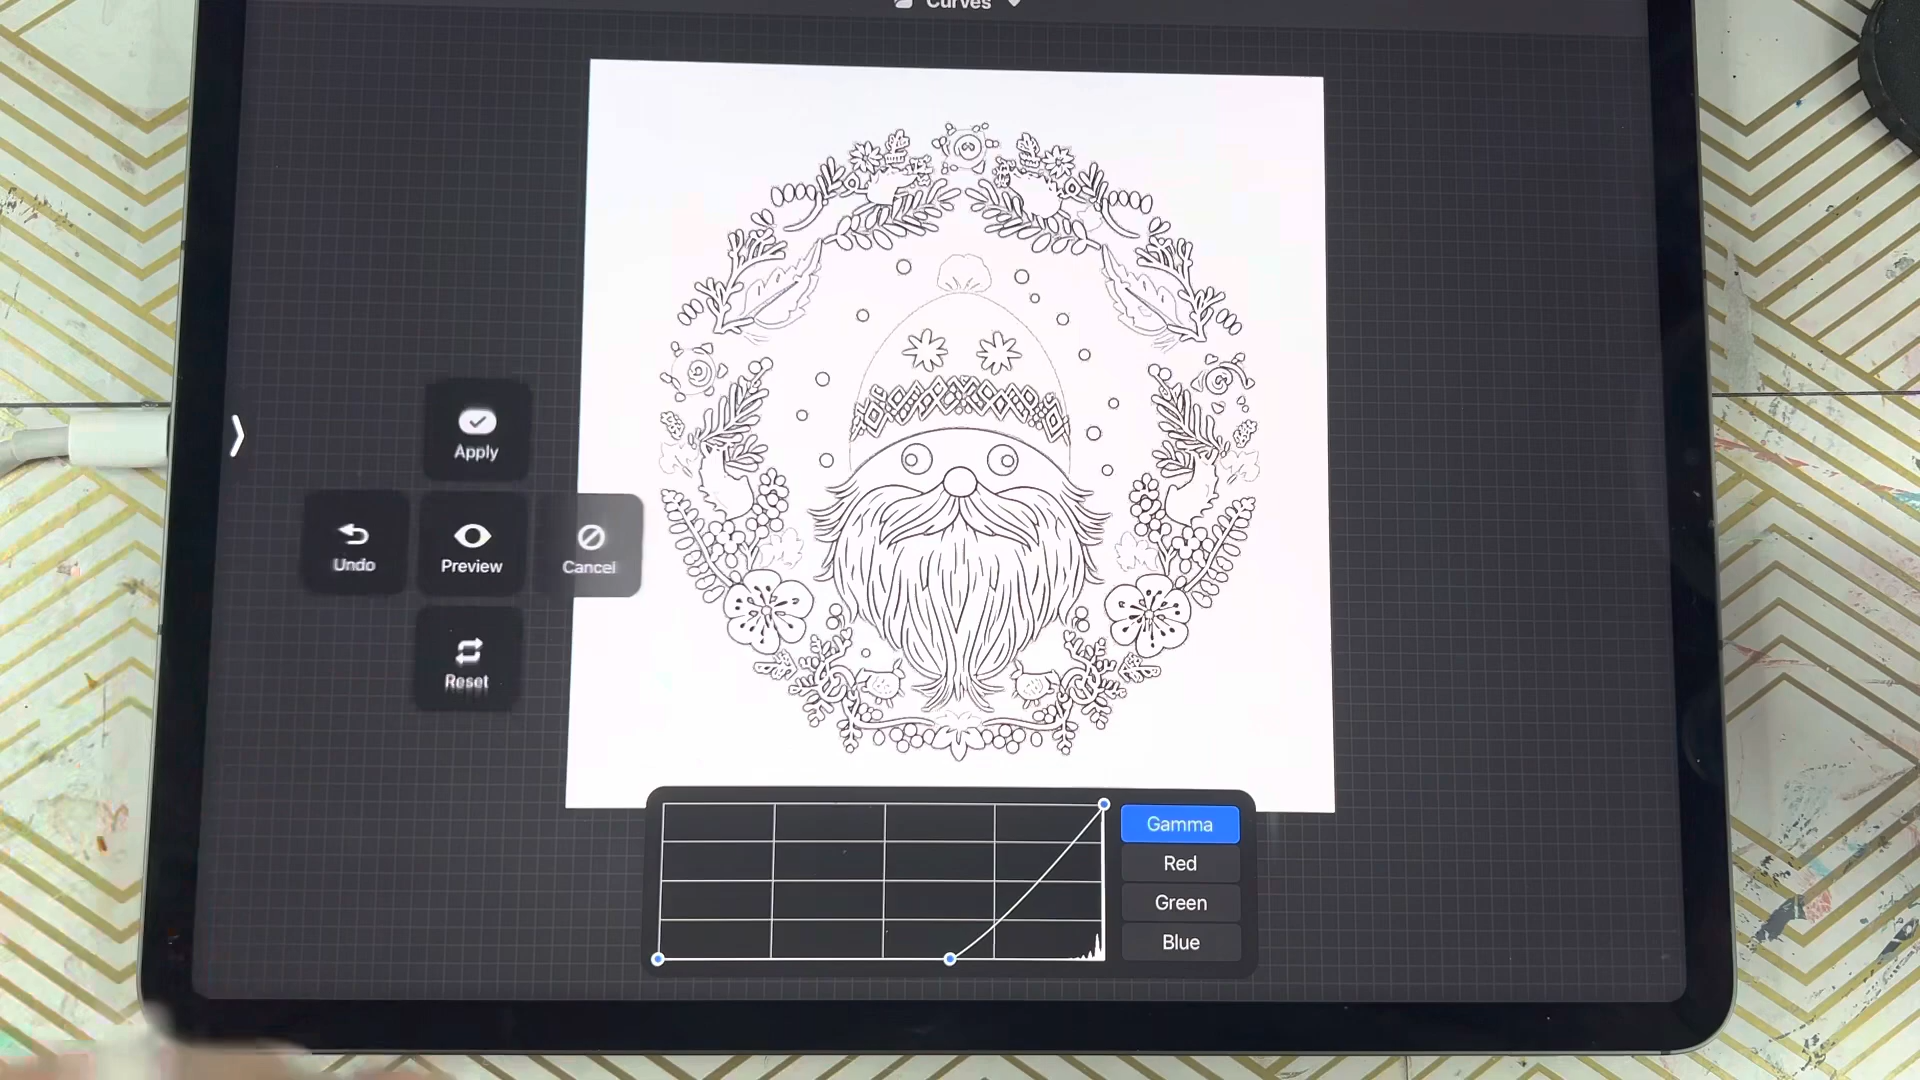 Curves
Apply
Undo
Preview
Cancel
Reset
Gamma
Red
Green
Blue